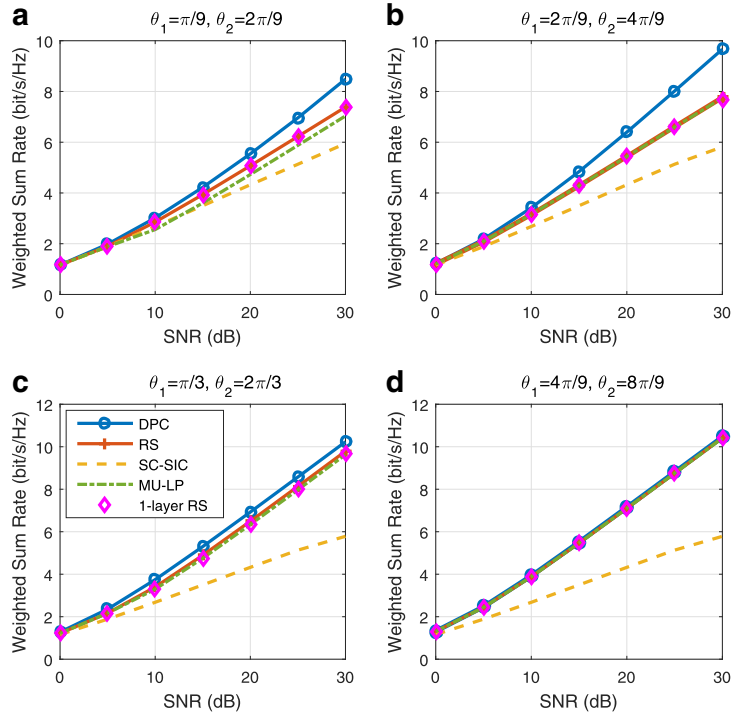 a
θ1=π/9, θ2=2π/9
Weighted Sum Rate (bit/s/Hz)
10
8
6
4
2
0
0 10 20 30
SNR (dB)
b
θ1=2π/9, θ2=4π/9
Weighted Sum Rate (bit/s/Hz)
10
8
6
4
2
0
0 10 20 30
SNR (dB)
c
θ1=π/3, θ2=2π/3
Weighted Sum Rate (bit/s/Hz)
12
10
8
6
4
2
0
DPC
RS
SC-SIC
MU-LP
1-layer RS
0 10 20 30
SNR (dB)
d
θ1=4π/9, θ2=8π/9
Weighted Sum Rate (bit/s/Hz)
12
10
8
6
4
2
0
0 10 20 30
SNR (dB)